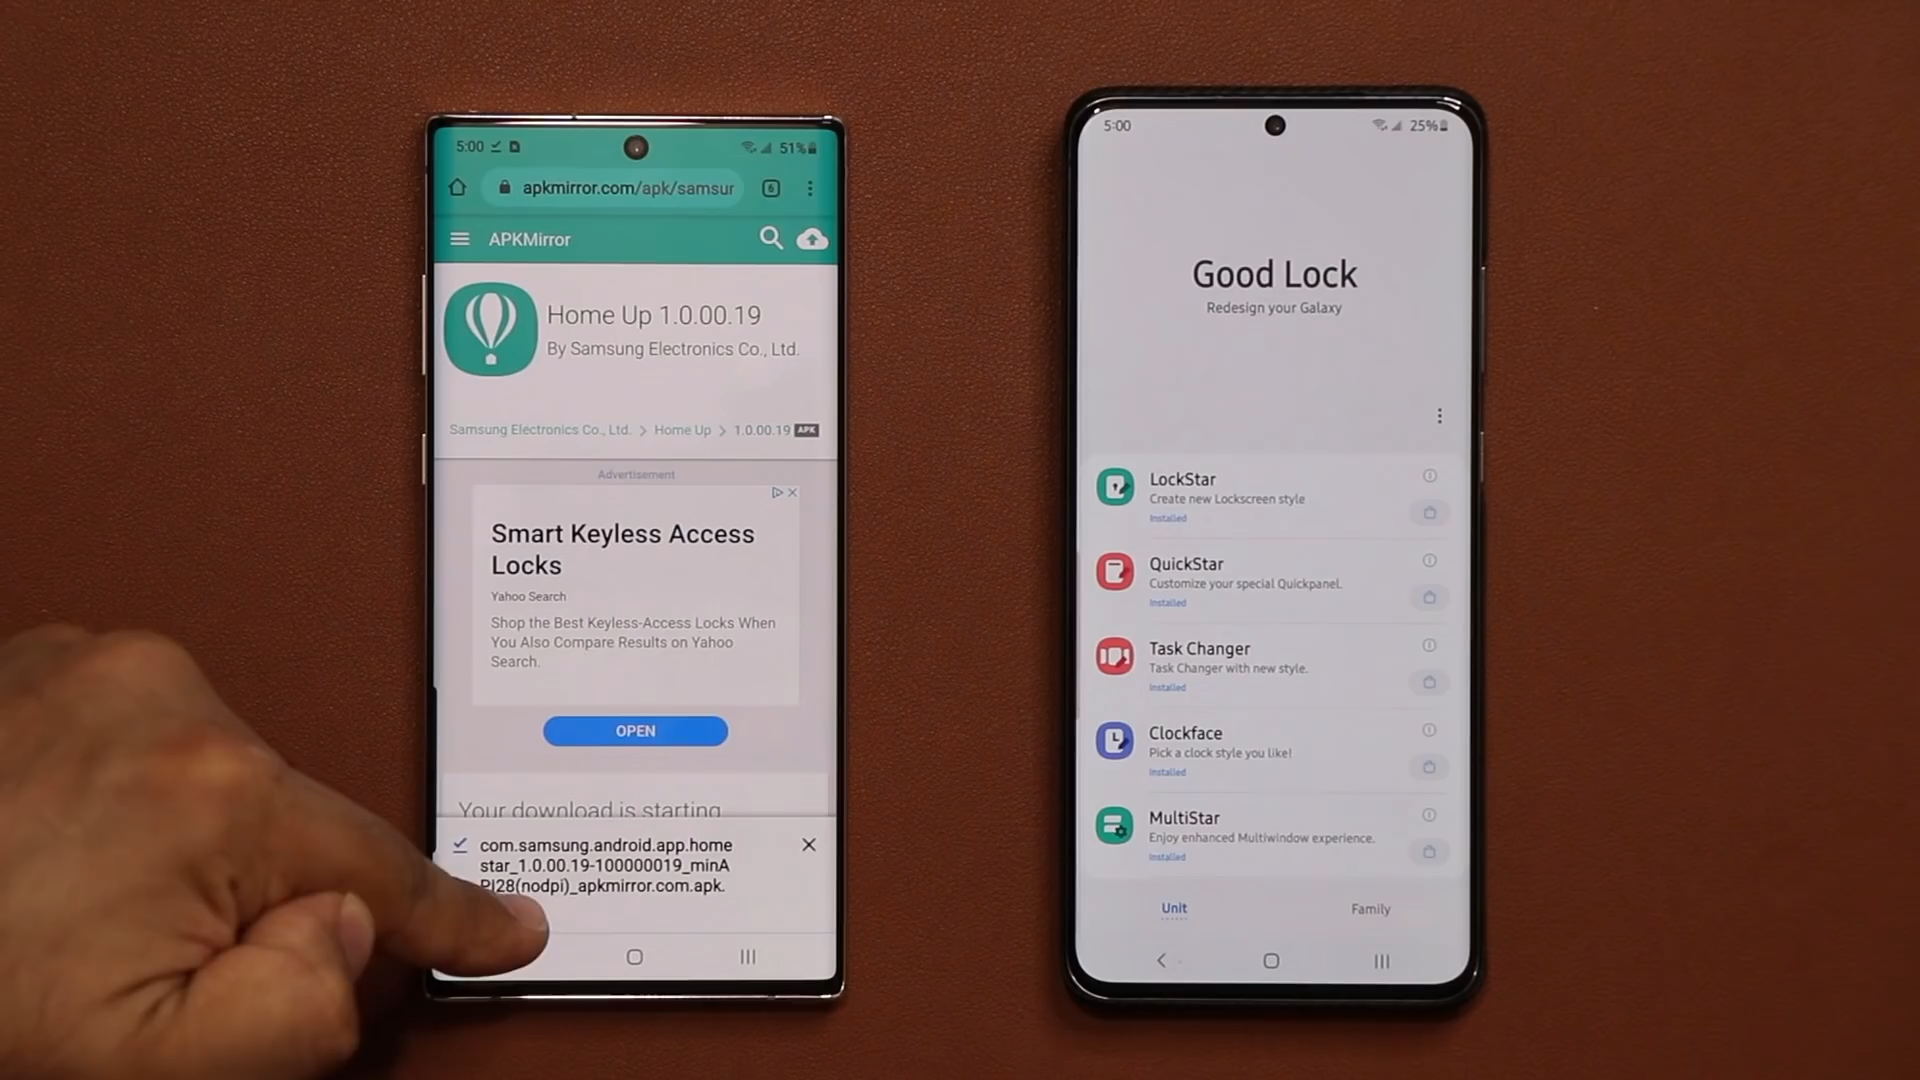 5:00
51%
6
apkmirror.com/apk/samsur
APKMirror
Home Up 1.0.00.19
By Samsung Electronics Co., Ltd.
Samsung Electronics Co., Ltd. > Home Up > 1.0.00.19 APK
Advertisement
Smart Keyless Access
Locks
Yahoo Search
Shop the Best Keyless-Access Locks When
You Also Compare Results on Yahoo
Search.
OPEN
Your download is starting
com.samsung.android.app.home
star_1.0.00.19-100000019_minA
PI28(nodpi)_apkmirror.com.apk.
5:00
25%
Good Lock
Redesign your Galaxy
LockStar
Create new Lockscreen style
Installed
QuickStar
Customize your special Quickpanel.
Installed
Task Changer
Task Changer with new style.
Installed
Clockface
Pick a clock style you like!
Installed
MultiStar
Enjoy enhanced Multiwindow experience.
Installed
Unit
Family